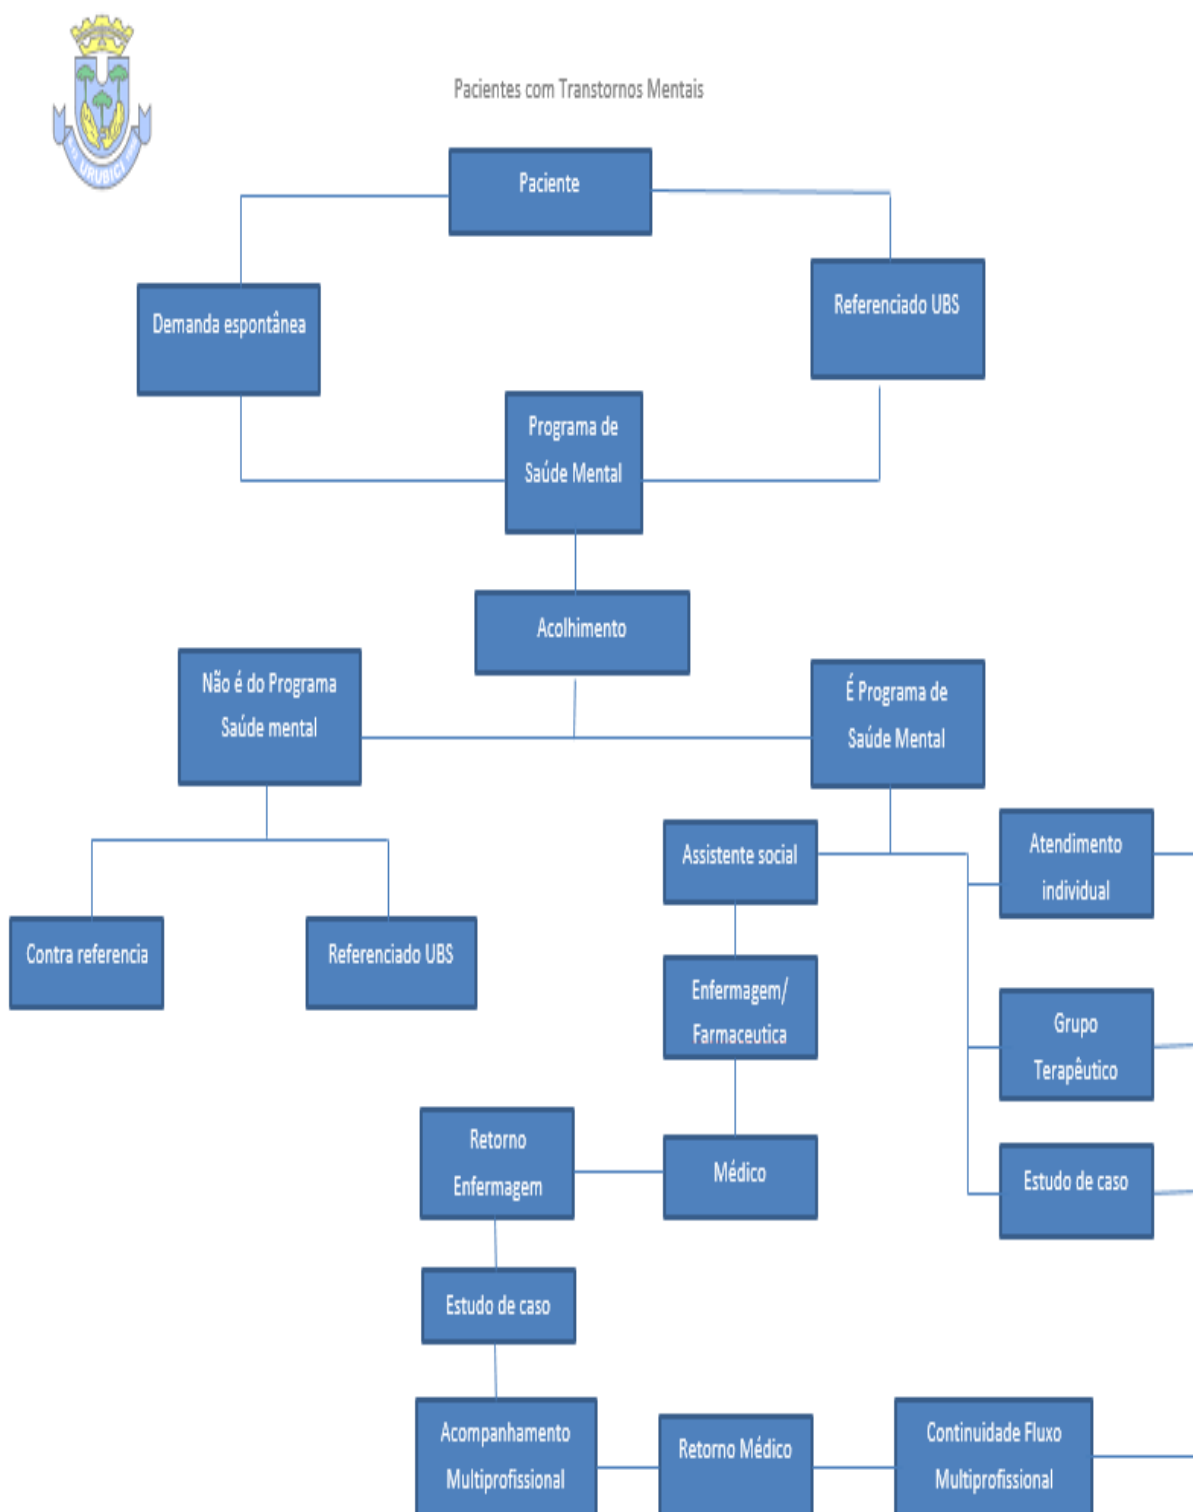 URUBICI
Pacientes com Transtornos Mentais
Paciente
Demanda espontânea
Referenciado UBS
Programa de
Saúde Mental
Acolhimento
Não é do Programa
Saúde mental
É Programa de
Saúde Mental
Contra referencia
Referenciado UBS
Assistente social
Atendimento
individual
Enfermagem/
Farmaceutica
Grupo
Terapêutico
Médico
Estudo de caso
Retorno
Enfermagem
Estudo de caso
Acompanhamento
Multiprofissional
Retorno Médico
Continuidade Fluxo
Multiprofissional